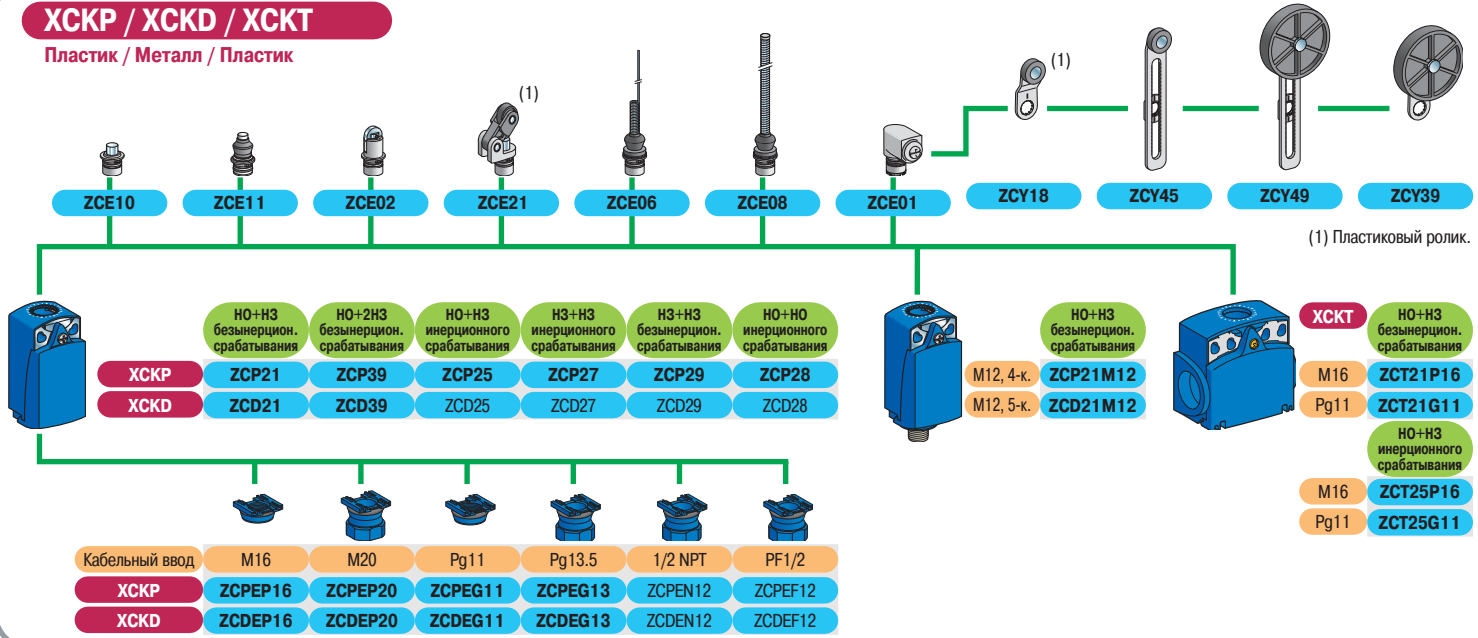 XCKP / XCKD / XCKT
Пластик / Металл / Пластик
(1)
(1)
ZCE10 ZCE11 ZCE02 ZCE21 ZCE06 ZCE08 ZCE01 ZCY18 ZCY45 ZCY49 ZCY39
(1) Пластиковый ролик.
НО+НЗ безынерцион. срабатывания
НО+2НЗ безынерцион. срабатывания
НО+НЗ инерционного срабатывания
НЗ+НЗ инерционного срабатывания
НЗ+НЗ безынерцион. срабатывания
НО+НО инерционного срабатывания
XCKP ZCP21 ZCP39 ZCP25 ZCP27 ZCP29 ZCP28
XCKD ZCD21 ZCD39 ZCD25 ZCD27 ZCD29 ZCD28
НО+НЗ безынерцион. срабатывания
M12, 4-к. ZCP21M12
M12, 5-к. ZCD21M12
XCKT
НО+НЗ безынерцион. срабатывания
M16 ZCT21P16
Pg11 ZCT21G11
НО+НЗ инерционного срабатывания
M16 ZCT25P16
Pg11 ZCT25G11
Кабельный ввод M16 M20 Pg11 Pg13.5 1/2 NPT PF1/2
XCKP ZCPEP16 ZCPEP20 ZCPEG11 ZCPEG13 ZCPEN12 ZCPEF12
XCKD ZCDEP16 ZCDEP20 ZCDEG11 ZCDEG13 ZCDEN12 ZCDEF12